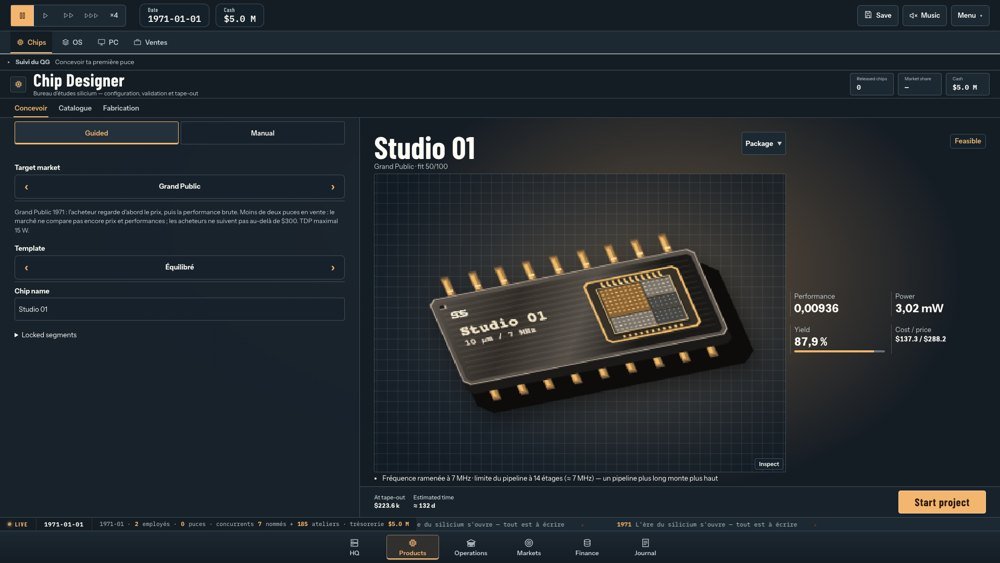 ×4
Date
1971-01-01
Cash
$5.0 M
Save
Music
Menu
Chips
OS
PC
Ventes
Suivi du QG Concevoir ta première puce
Chip Designer
Bureau d'études silicium — configuration, validation et tape-out
Released chips
0
Market share
—
Cash
$5.0 M
Concevoir
Catalogue
Fabrication
Guided
Manual
Target market
Grand Public
Grand Public 1971 : l'acheteur regarde d'abord le prix, puis la performance brute. Moins de deux puces en vente : le
marché ne compare pas encore prix et performances ; les acheteurs ne suivent pas au-delà de $300. TDP maximal
15 W.
Template
Équilibré
Chip name
Studio 01
Locked segments
Studio 01
Grand Public · fit 50/100
Package
Feasible
Studio 01
10 µm / 7 MHz
Inspect
Performance
0,00936
Power
3,02 mW
Yield
87,9 %
Cost / price
$137.3 / $288.2
Fréquence ramenée à 7 MHz · limite du pipeline à 14 étages (≈ 7 MHz) — un pipeline plus long monte plus haut
At tape-out
$223.6 k
Estimated time
≈ 132 d
Start project
LIVE
1971-01-01
1971-01 · 2 employés · 0 puces · concurrents 7 nommés + 185 ateliers · trésorerie $5.0 M
e du silicium s'ouvre — tout est à écrire
1971 L'ère du silicium s'ouvre — tout est à écrire
HQ
Products
Operations
Markets
Finance
Journal